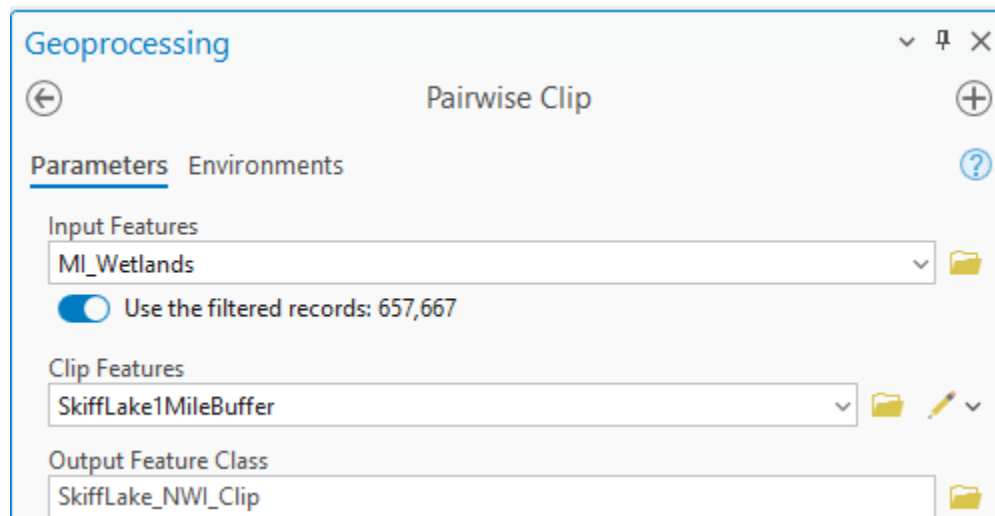 Geoprocessing
Pairwise Clip
Parameters Environments
Input Features
MI_Wetlands
Use the filtered records: 657,667
Clip Features
SkiffLake1MileBuffer
Output Feature Class
SkiffLake_NWI_Clip